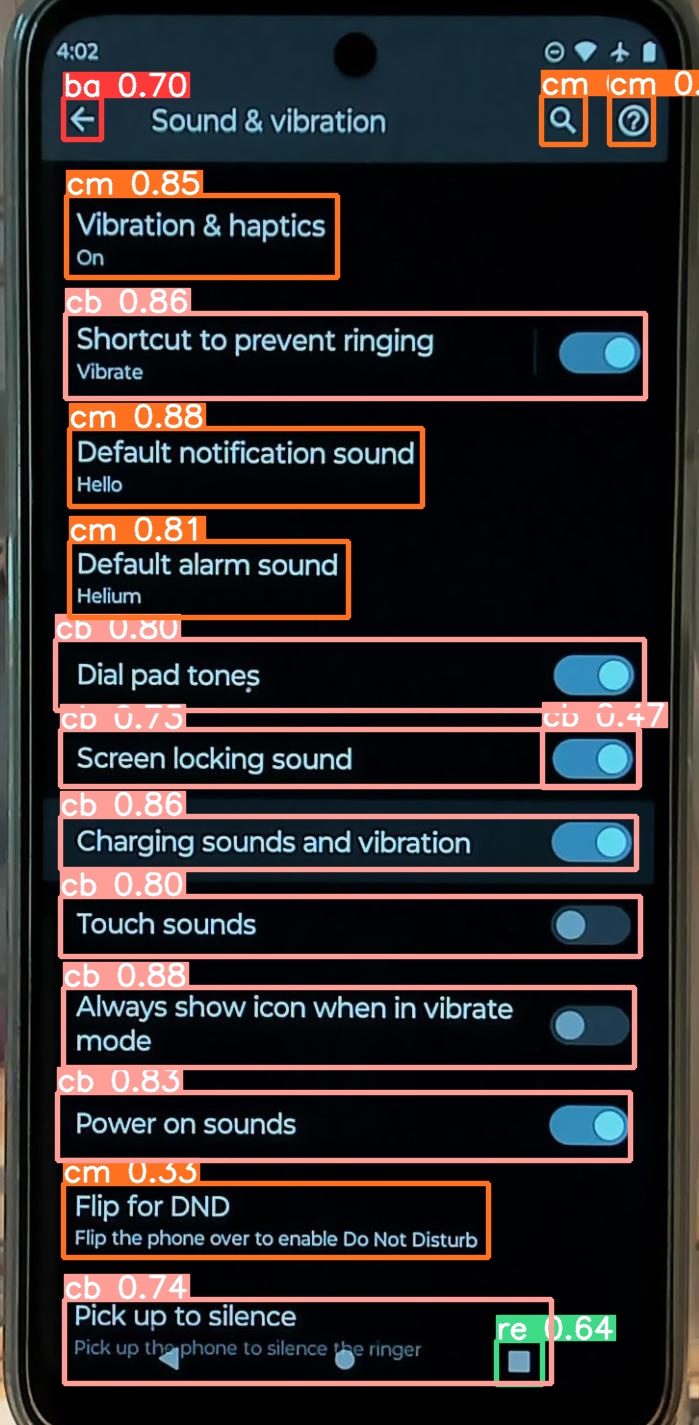 4:02
ba 0.70
cm
cm 0.
Sound & vibration
cm 0.85
Vibration & haptics
On
cb 0.86
Shortcut to prevent ringing
Vibrate
cm 0.88
Default notification sound
Hello
cm 0.81
Default alarm sound
Helium
cb 0.80
Dial pad tones
cb 0.73
cb 0.47
Screen locking sound
cb 0.86
Charging sounds and vibration
cb 0.80
Touch sounds
cb 0.88
Always show icon when in vibrate
mode
cb 0.83
Power on sounds
cm 0.33
Flip for DND
Flip the phone over to enable Do Not Disturb
cb 0.74
Pick up to silence
re 0.64
Pick up the phone to silence the ringer